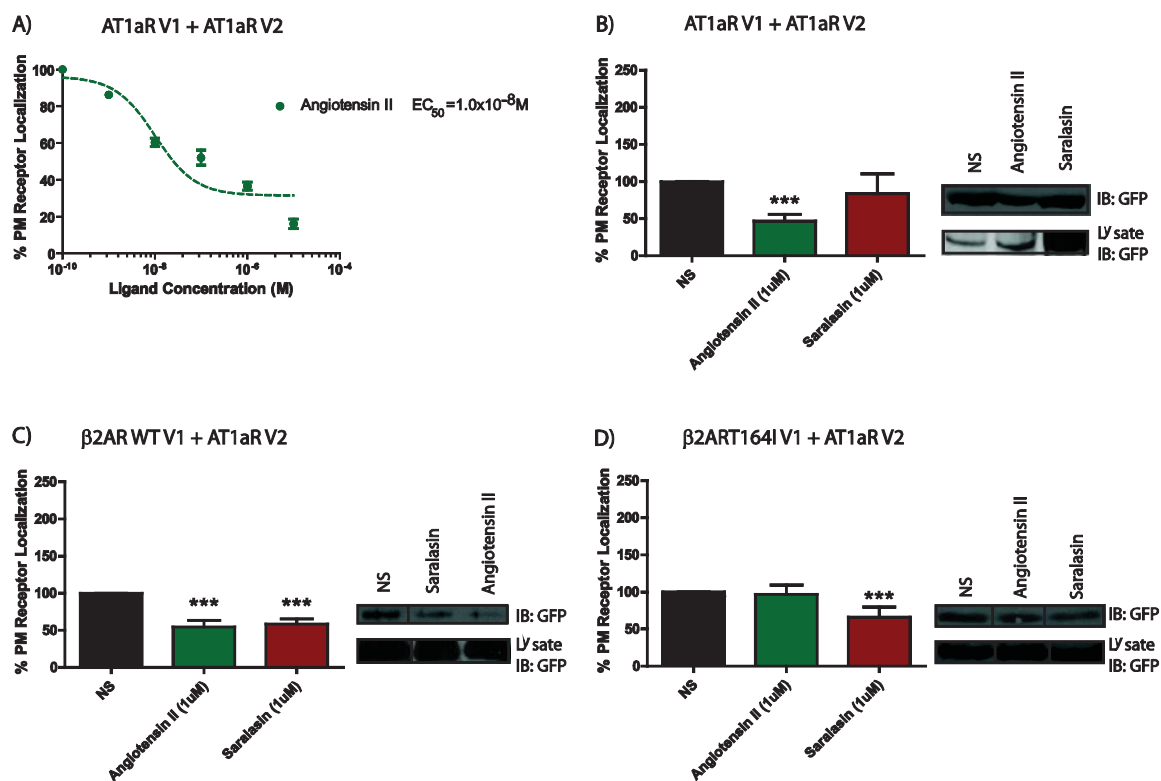 A) AT1aR V1 + AT1aR V2
% PM Receptor Localization
100
80
60
40
20
0
10⁻¹⁰ 10⁻⁸ 10⁻⁶ 10⁻⁴
Ligand Concentration (M)
Angiotensin II EC₅₀=1.0x10⁻⁸M
B) AT1aR V1 + AT1aR V2
% PM Receptor Localization
250
200
150
100
50
0
***
NS
Angiotensin II (1uM)
Saralasin (1uM)
NS
Angiotensin II
Saralasin
IB: GFP
Lysate
IB: GFP
C) β2AR WT V1 + AT1aR V2
% PM Receptor Localization
250
200
150
100
50
0
*** ***
NS
Angiotensin II (1uM)
Saralasin (1uM)
NS
Saralasin
Angiotensin II
IB: GFP
Lysate
IB: GFP
D) β2ART164I V1 + AT1aR V2
% PM Receptor Localization
250
200
150
100
50
0
***
NS
Angiotensin II (1uM)
Saralasin (1uM)
NS
Angiotensin II
Saralasin
IB: GFP
Lysate
IB: GFP